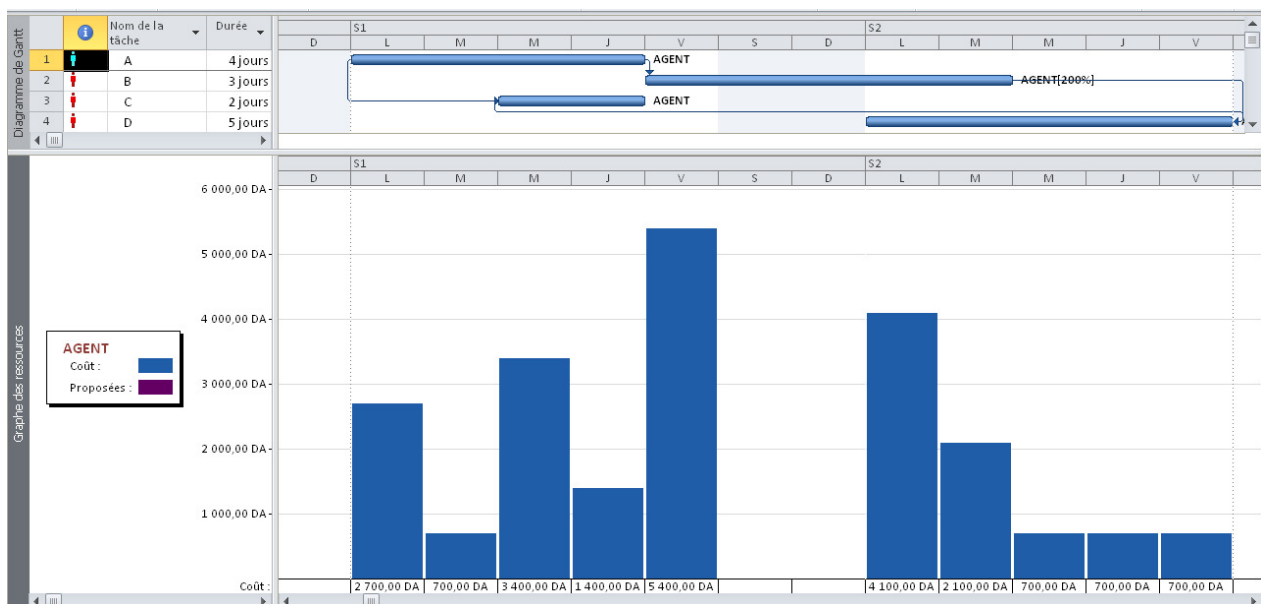 Diagramme de Gantt
Nom de la tâche Durée
S1 S2
D L M M J V S D L M M J V
1 A 4 jours AGENT
2 B 3 jours AGENT[200%]
3 C 2 jours AGENT
4 D 5 jours
Graphe des ressources
S1 S2
D L M M J V S D L M M J V
6 000,00 DA
5 000,00 DA
4 000,00 DA
3 000,00 DA
2 000,00 DA
1 000,00 DA
AGENT
Coût :
Proposées :
Coût : 2 700,00 DA 700,00 DA 3 400,00 DA 1 400,00 DA 5 400,00 DA 4 100,00 DA 2 100,00 DA 700,00 DA 700,00 DA 700,00 DA